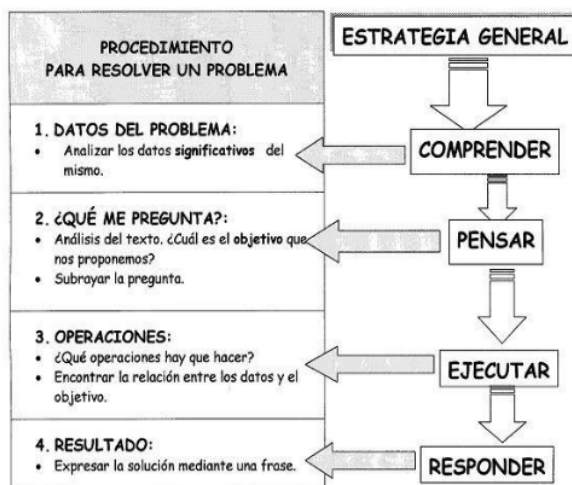 PROCEDIMIENTO
PARA RESOLVER UN PROBLEMA
1. DATOS DEL PROBLEMA:
• Analizar los datos significativos del
mismo.
2. ¿QUÉ ME PREGUNTA?:
• Análisis del texto. ¿Cuál es el objetivo que
nos proponemos?
• Subrayar la pregunta.
3. OPERACIONES:
• ¿Qué operaciones hay que hacer?
• Encontrar la relación entre los datos y el
objetivo.
4. RESULTADO:
• Expresar la solución mediante una frase.
ESTRATEGIA GENERAL
COMPRENDER
PENSAR
EJECUTAR
RESPONDER